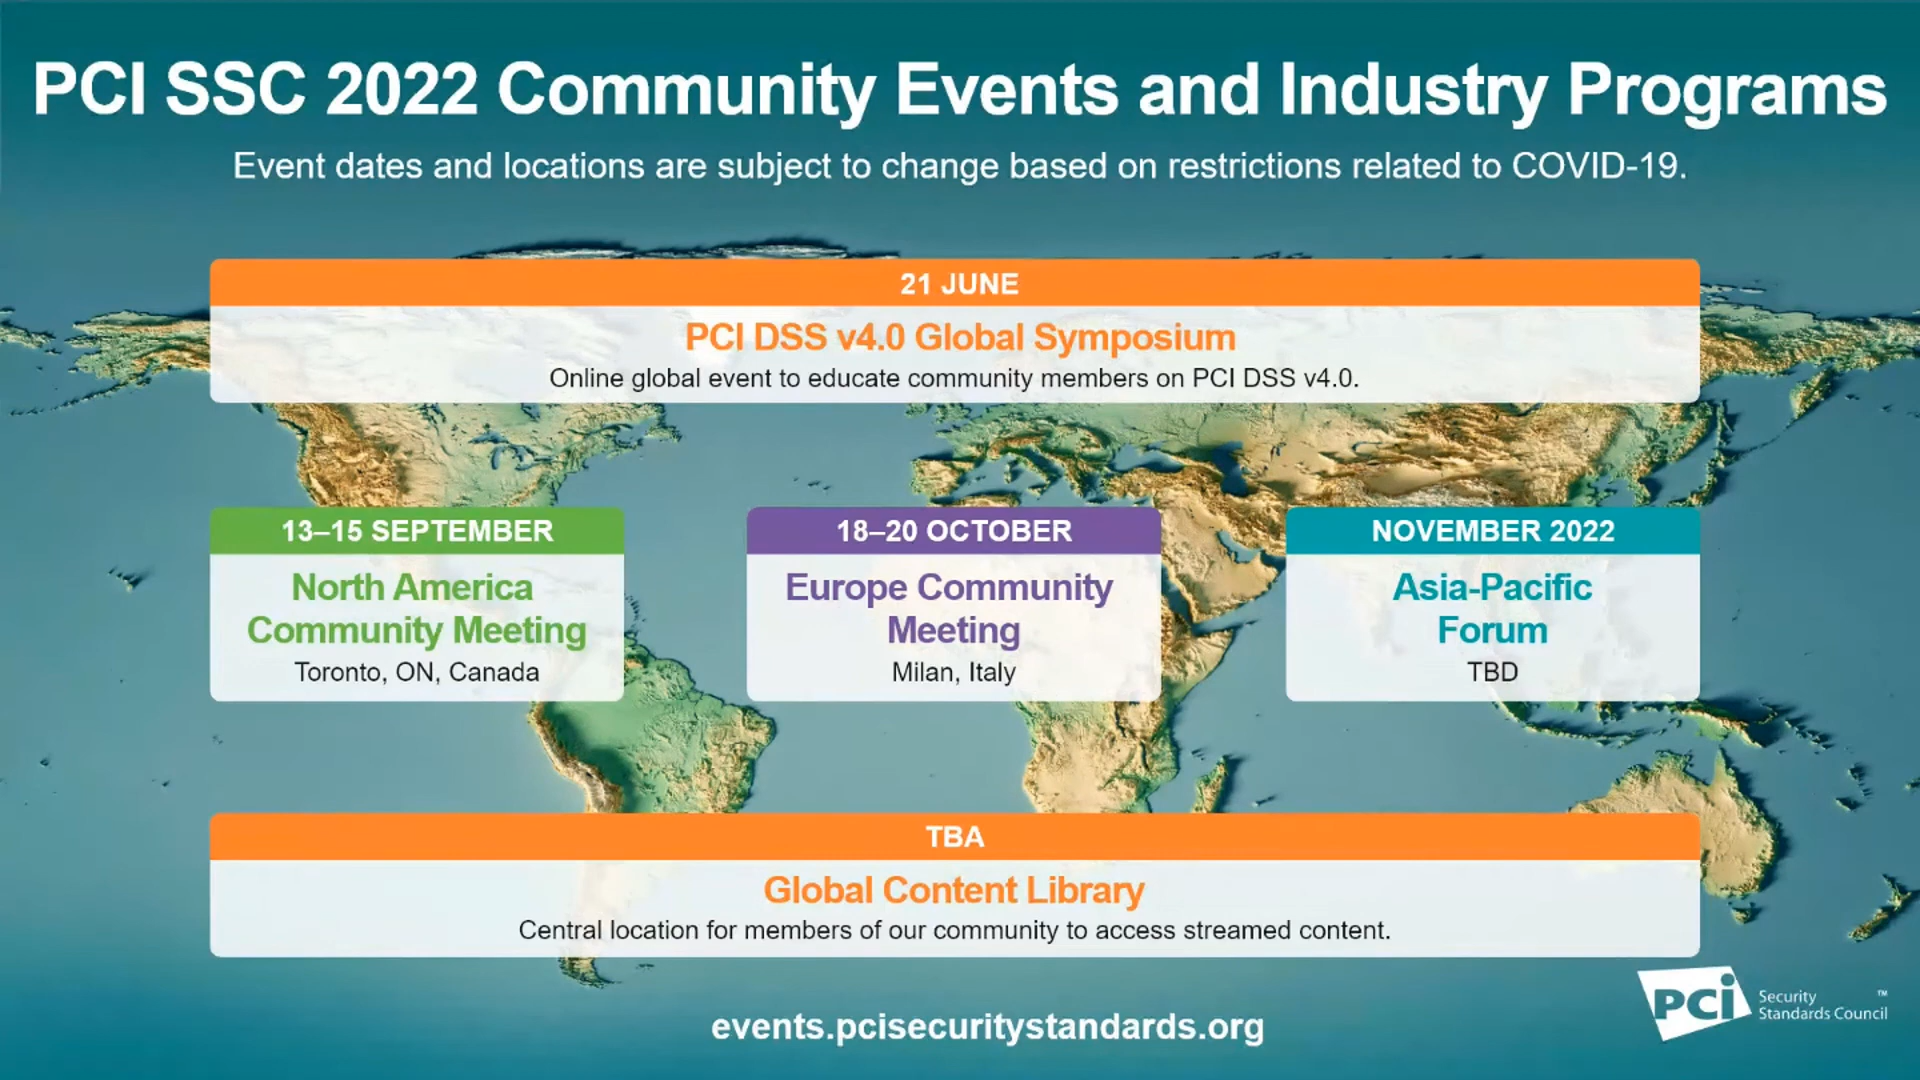 PCI SSC 2022 Community Events and Industry Programs
Event dates and locations are subject to change based on restrictions related to COVID-19.
21 JUNE
PCI DSS v4.0 Global Symposium
Online global event to educate community members on PCI DSS v4.0.
13–15 SEPTEMBER
North America
Community Meeting
Toronto, ON, Canada
18–20 OCTOBER
Europe Community
Meeting
Milan, Italy
NOVEMBER 2022
Asia-Pacific
Forum
TBD
TBA
Global Content Library
Central location for members of our community to access streamed content.
events.pcisecuritystandards.org
PCi
Security ™
Standards Council